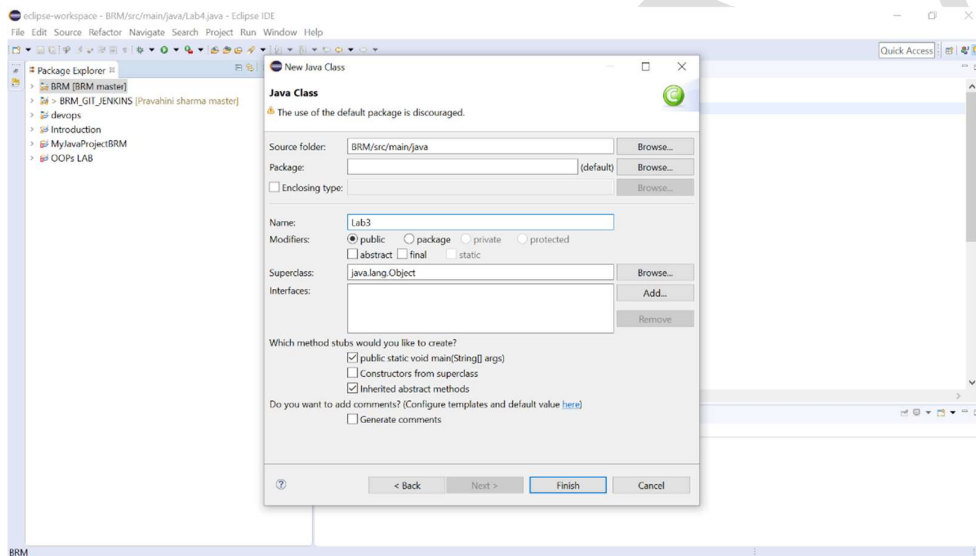 eclipse-workspace - BRM/src/main/java/Lab4.java - Eclipse IDE
File Edit Source Refactor Navigate Search Project Run Window Help
Quick Access
Package Explorer
BRM [BRM master]
> BRM_GIT_JENKINS [Pravahini sharma master]
devops
Introduction
MyJavaProjectBRM
OOPs LAB
New Java Class
Java Class
The use of the default package is discouraged.
Source folder: BRM/src/main/java Browse...
Package: (default) Browse...
Enclosing type: Browse...
Name: Lab3
Modifiers: public package private protected
abstract final static
Superclass: java.lang.Object Browse...
Interfaces: Add...
Remove
Which method stubs would you like to create?
public static void main(String[] args)
Constructors from superclass
Inherited abstract methods
Do you want to add comments? (Configure templates and default value here)
Generate comments
< Back Next > Finish Cancel
BRM